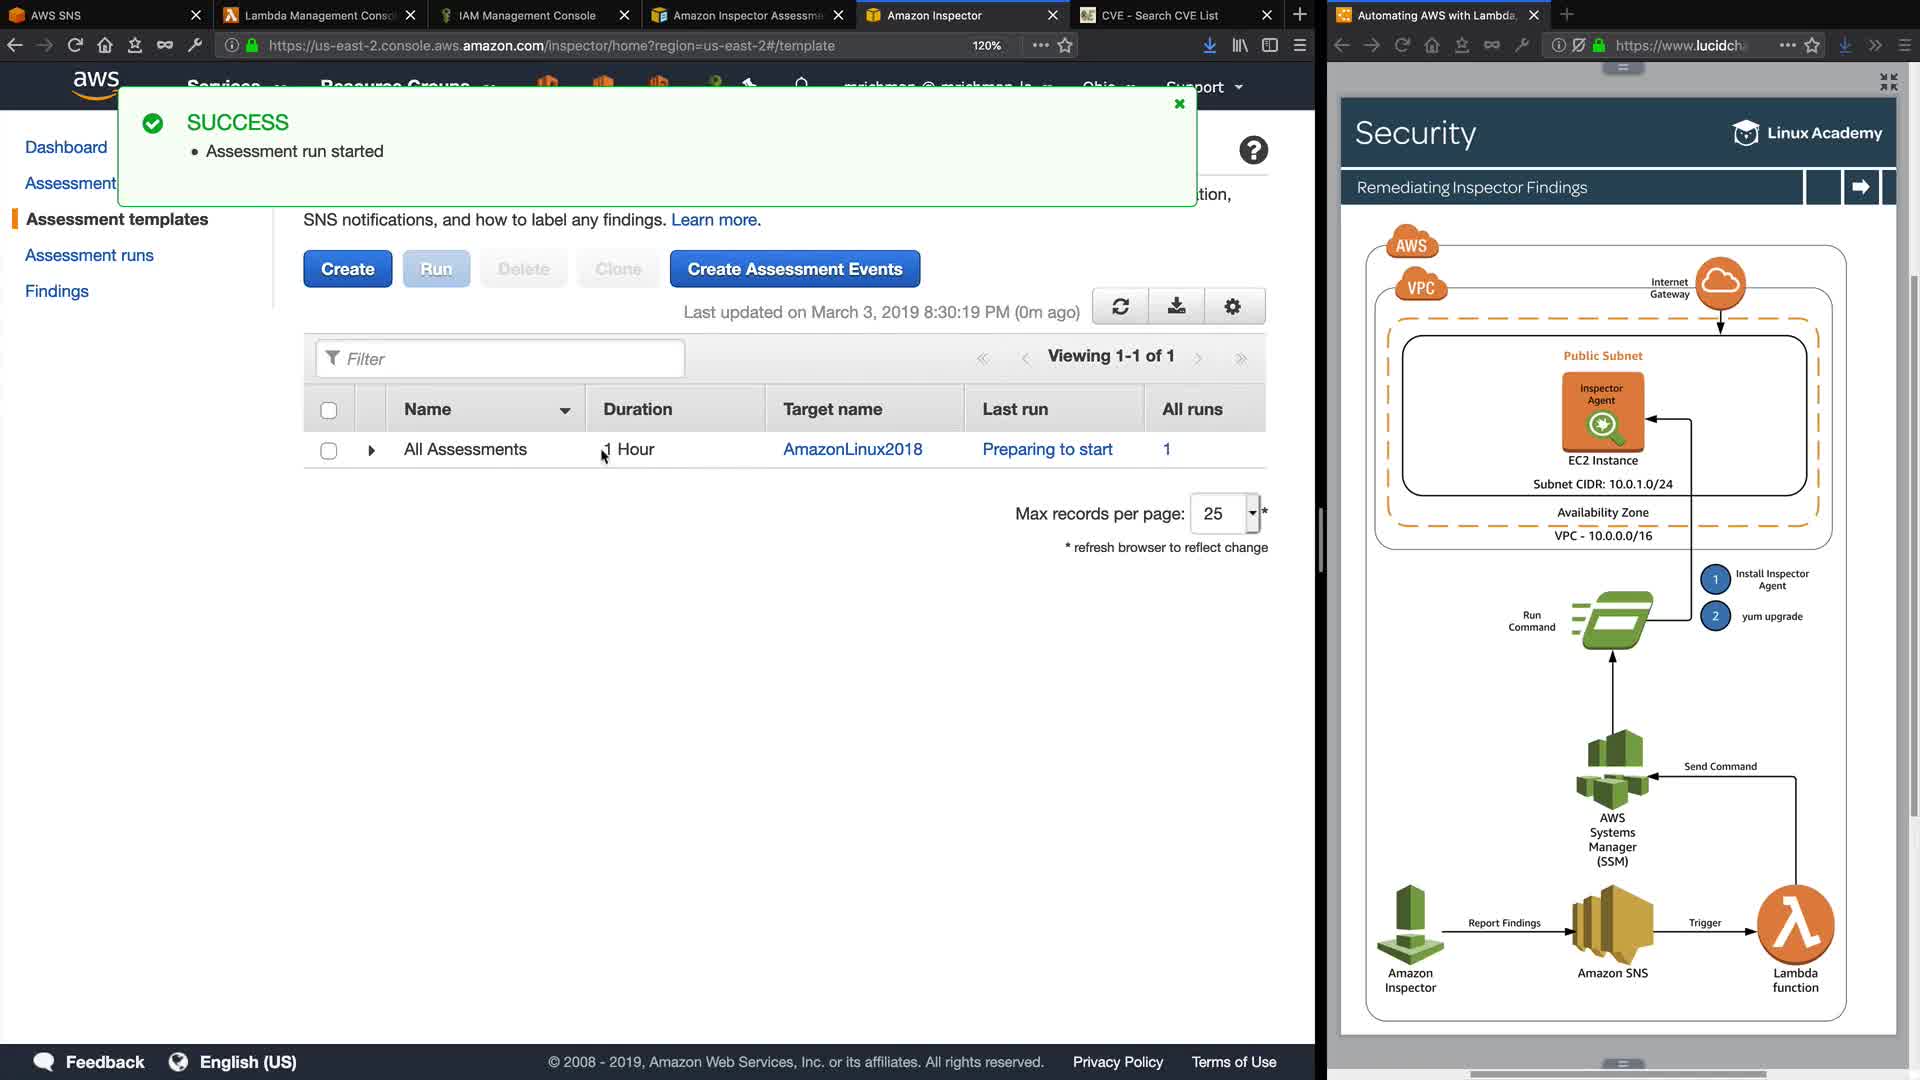 AWS SNS
Lambda Management Conso
IAM Management Console
Amazon Inspector Assessme
Amazon Inspector
CVE - Search CVE List
https://us-east-2.console.aws.amazon.com/inspector/home?region=us-east-2#/template
120%
aws
Services
Resource Groups
Support
SUCCESS
• Assessment run started
Dashboard
Assessment
Assessment templates
Assessment runs
Findings
tion,
SNS notifications, and how to label any findings. Learn more.
Create
Run
Delete
Clone
Create Assessment Events
Last updated on March 3, 2019 8:30:19 PM (0m ago)
Filter
Viewing 1-1 of 1
Name
Duration
Target name
Last run
All runs
All Assessments
1 Hour
AmazonLinux2018
Preparing to start
1
Max records per page:
25
*
* refresh browser to reflect change
Feedback
English (US)
© 2008 - 2019, Amazon Web Services, Inc. or its affiliates. All rights reserved.
Privacy Policy
Terms of Use
Automating AWS with Lambda,
https://www.lucidcha
Security
Linux Academy
Remediating Inspector Findings
AWS
VPC
Internet
Gateway
Public Subnet
Inspector
Agent
EC2 Instance
Subnet CIDR: 10.0.1.0/24
Availability Zone
VPC - 10.0.0.0/16
1
Install Inspector
Agent
2
yum upgrade
Run
Command
Send Command
AWS
Systems
Manager
(SSM)
Report Findings
Trigger
Amazon
Inspector
Amazon SNS
Lambda
function